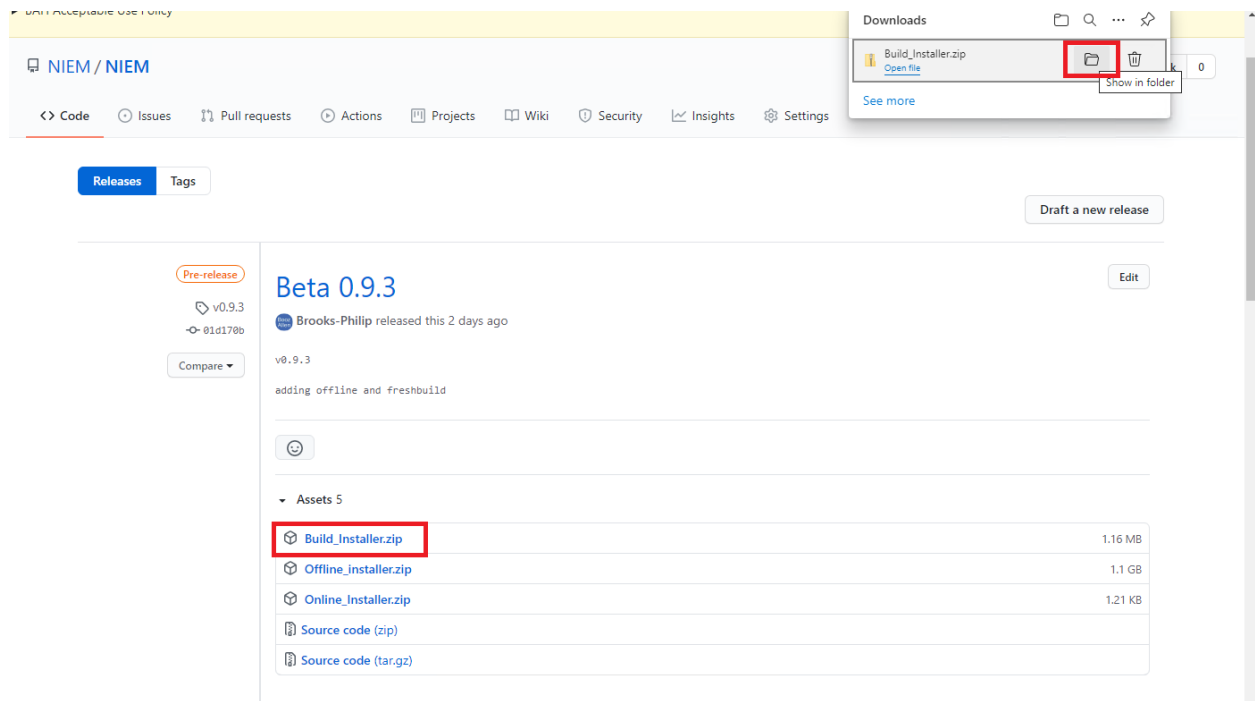 Acceptable Use Policy
Downloads
Build_Installer.zip
Open file
Show in folder
See more
NIEM / NIEM
k 0
Code Issues Pull requests Actions Projects Wiki Security Insights Settings
Releases Tags
Draft a new release
Pre-release
v0.9.3
01d170b
Compare
Beta 0.9.3
Edit
Brooks-Philip released this 2 days ago
v0.9.3
adding offline and freshbuild
Assets 5
Build_Installer.zip 1.16 MB
Offline_installer.zip 1.1 GB
Online_Installer.zip 1.21 KB
Source code (zip)
Source code (tar.gz)